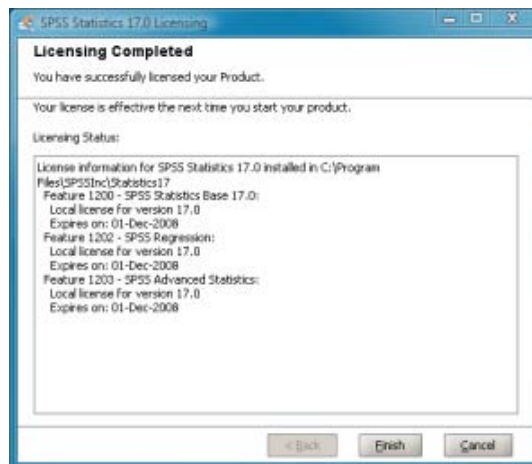 SPSS Statistics 17.0 Licensing
Licensing Completed
You have successfully licensed your Product.
Your license is effective the next time you start your product.
Licensing Status:
License information for SPSS Statistics 17.0 installed in C:\Program
Files\SPSSInc\Statistics17
Feature 1200 - SPSS Statistics Base 17.0:
Local license for version 17.0
Expires on: 01-Dec-2008
Feature 1202 - SPSS Regression:
Local license for version 17.0
Expires on: 01-Dec-2008
Feature 1203 - SPSS Advanced Statistics:
Local license for version 17.0
Expires on: 01-Dec-2008
< Back
Finish
Cancel